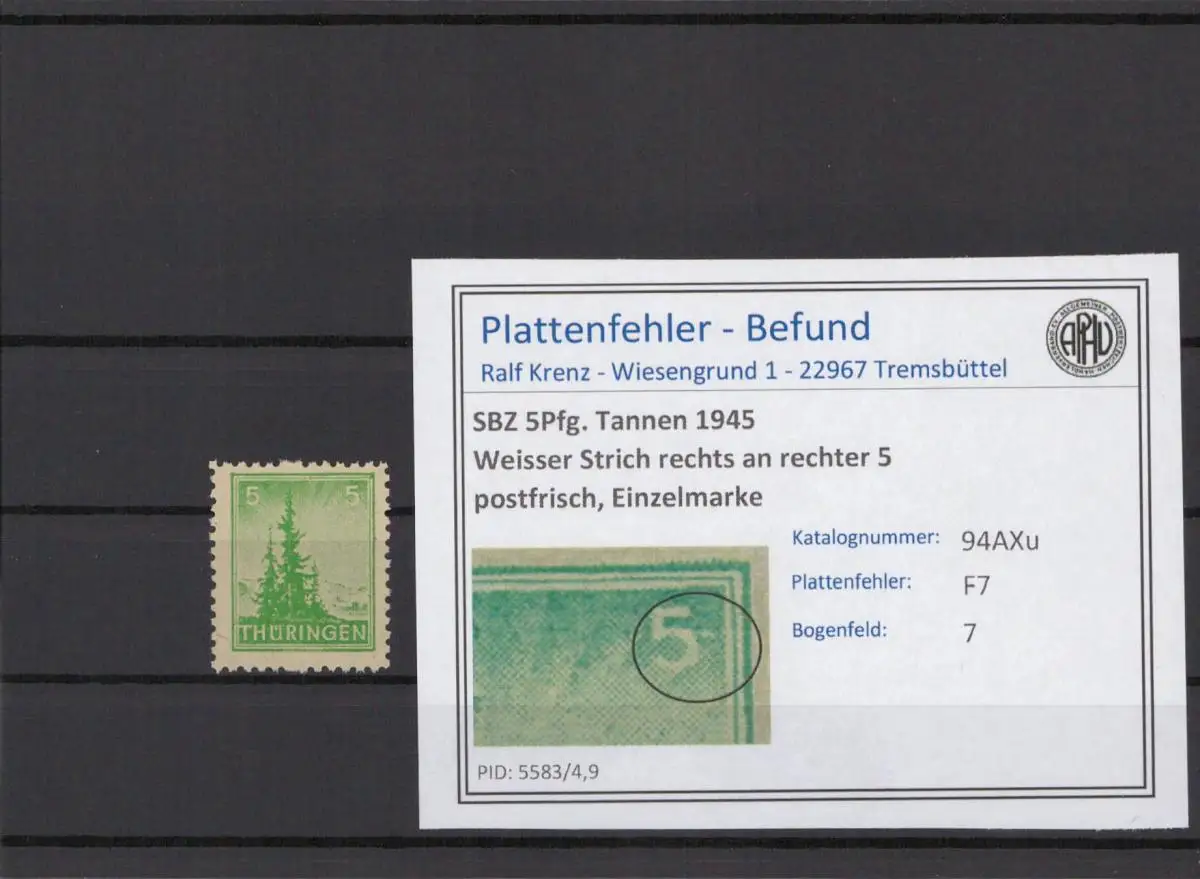 5 5
THÜRINGEN
Plattenfehler - Befund
Ralf Krenz - Wiesengrund 1 - 22967 Tremsbüttel
APHV
SBZ 5Pfg. Tannen 1945
Weisser Strich rechts an rechter 5
postfrisch, Einzelmarke
Katalognummer: 94AXu
Plattenfehler: F7
Bogenfeld: 7
5
PID: 5583/4,9